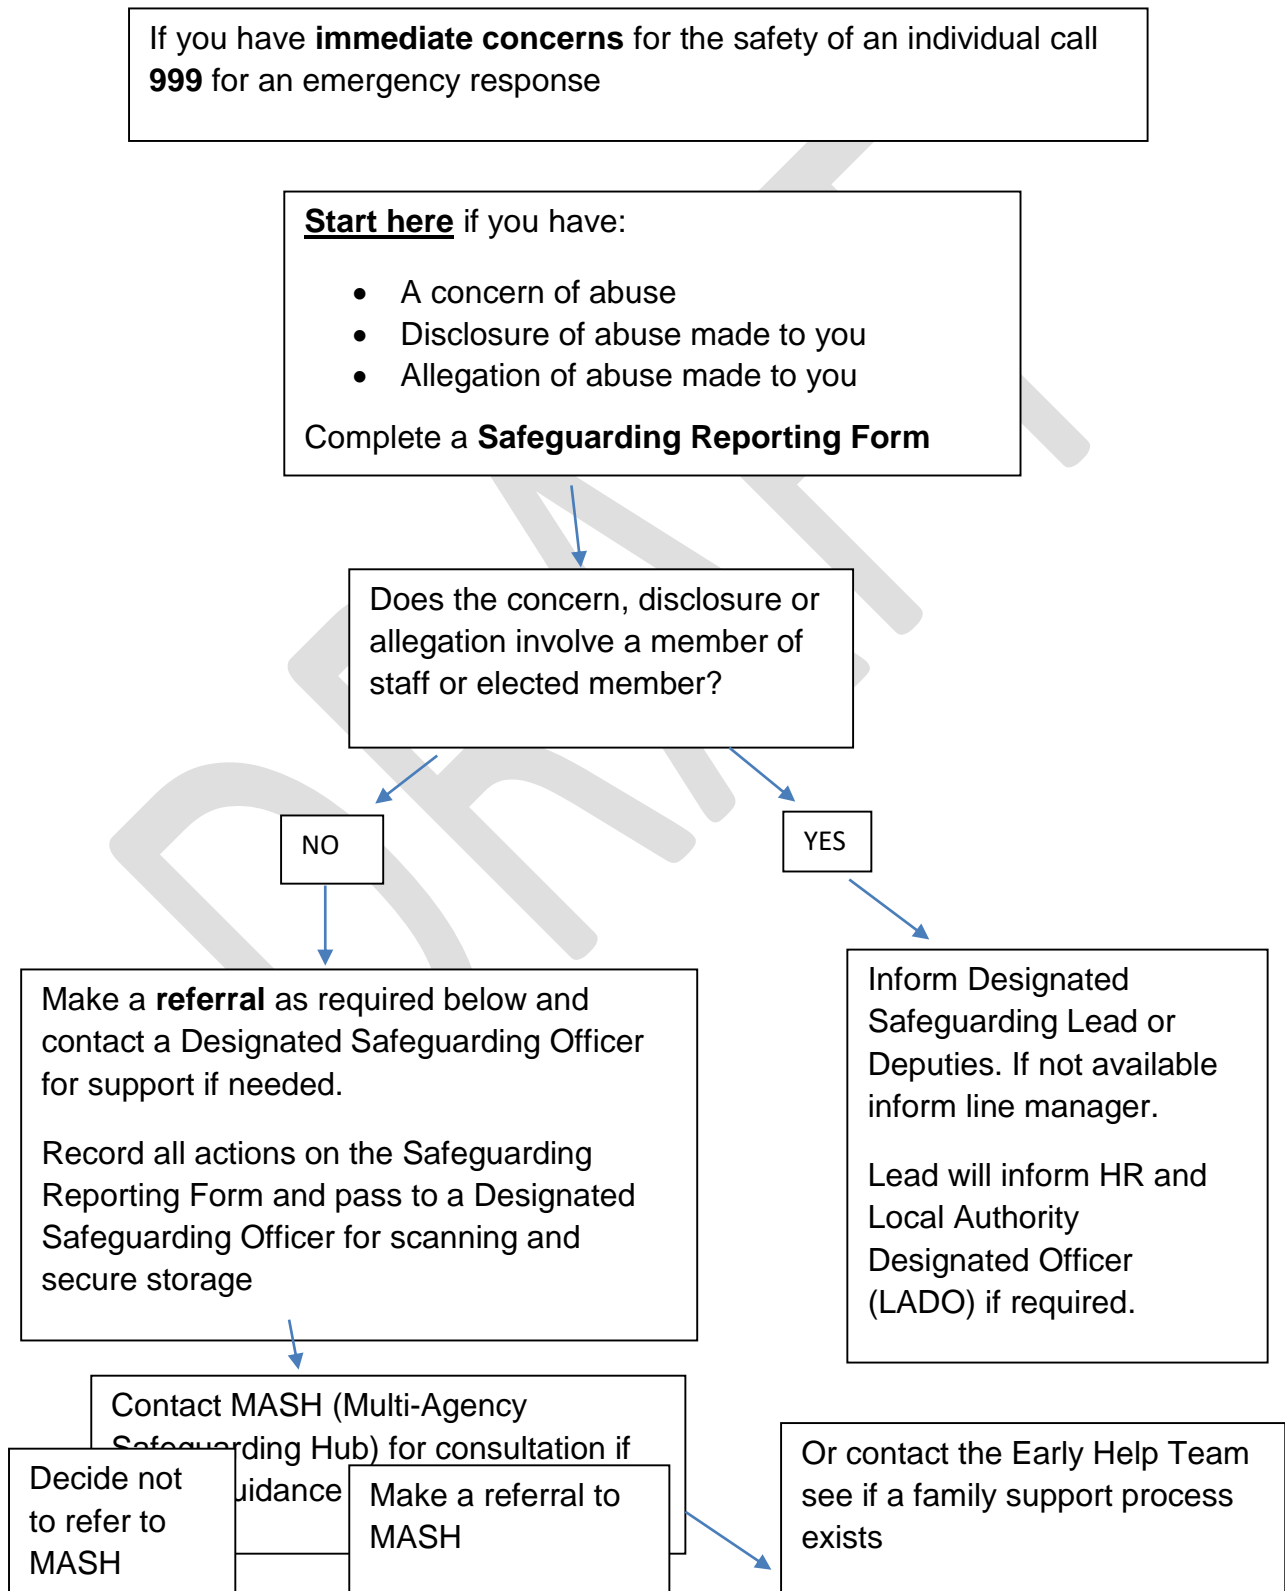 If you have immediate concerns for the safety of an individual call
999 for an emergency response
Start here if you have:
• A concern of abuse
• Disclosure of abuse made to you
• Allegation of abuse made to you
Complete a Safeguarding Reporting Form
Does the concern, disclosure or
allegation involve a member of
staff or elected member?
NO
YES
Make a referral as required below and
contact a Designated Safeguarding Officer
for support if needed.
Record all actions on the Safeguarding
Reporting Form and pass to a Designated
Safeguarding Officer for scanning and
secure storage
Inform Designated
Safeguarding Lead or
Deputies. If not available
inform line manager.
Lead will inform HR and
Local Authority
Designated Officer
(LADO) if required.
Contact MASH (Multi-Agency
Safeguarding Hub) for consultation if
Decide not
to refer to
MASH
Make a referral to
MASH
Or contact the Early Help Team
see if a family support process
exists
DRAFT